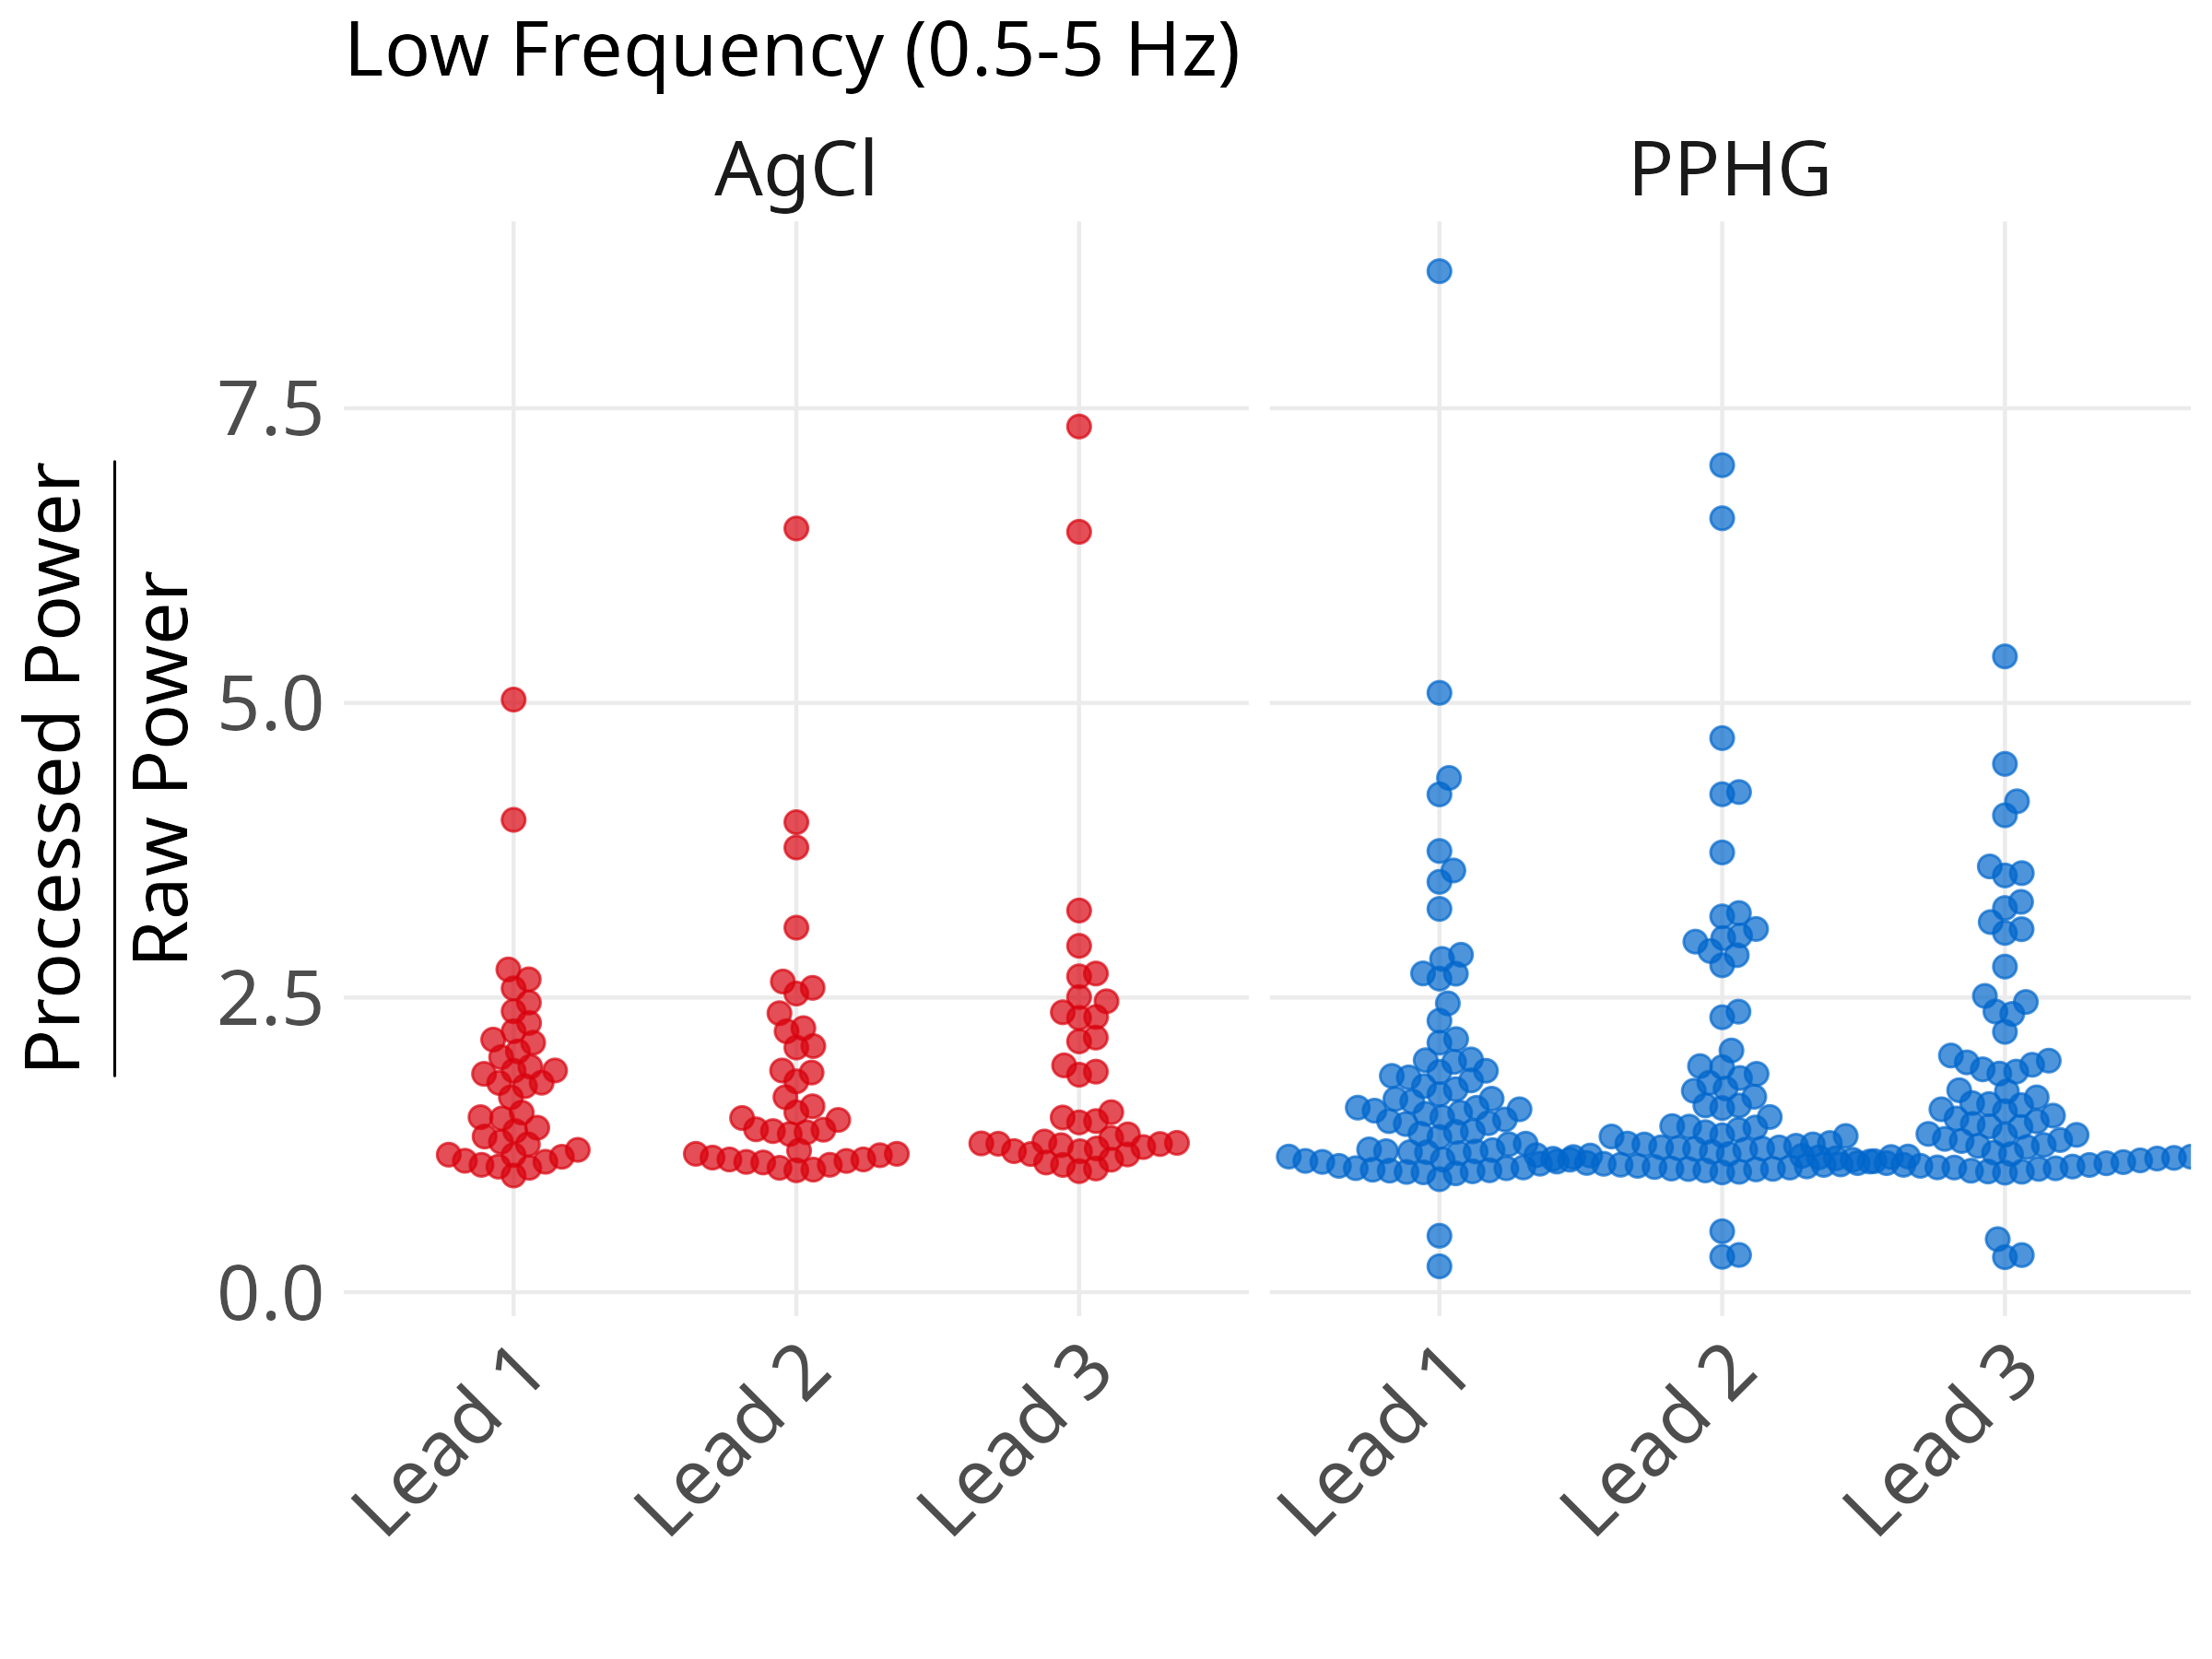 Low Frequency (0.5-5 Hz)
AgCl
PPHG
Processed Power
Raw Power
7.5
5.0
2.5
0.0
Lead 1
Lead 2
Lead 3
Lead 1
Lead 2
Lead 3